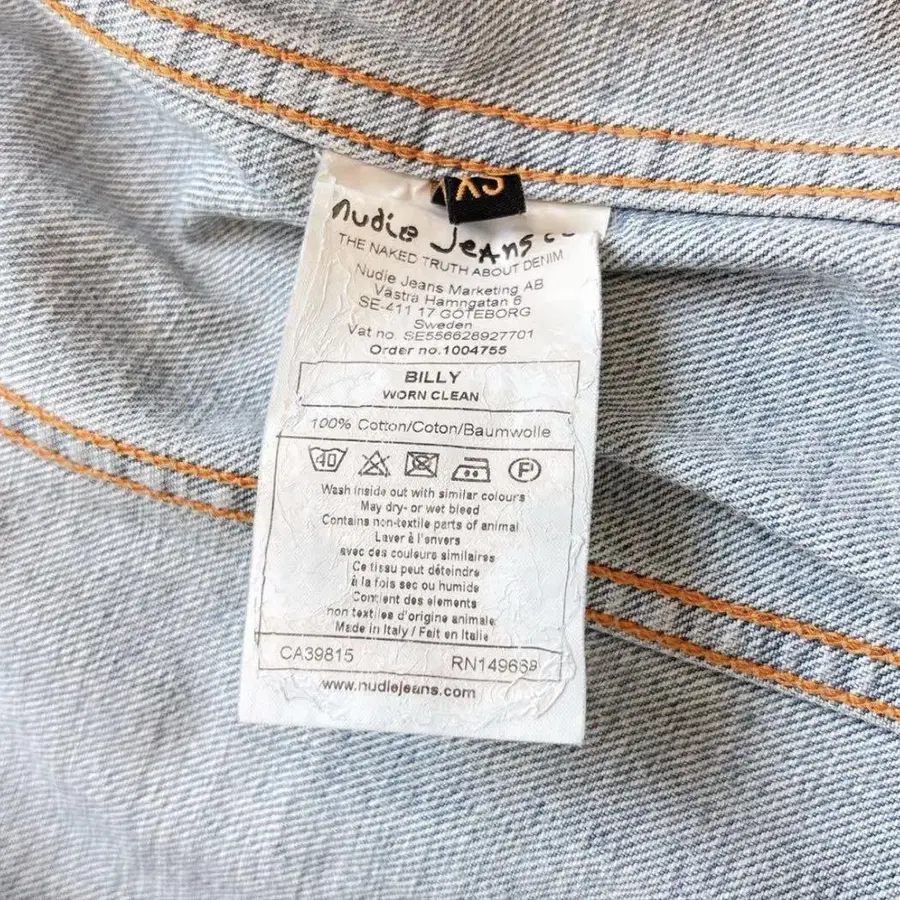 XS
nudie Jeans co
THE NAKED TRUTH ABOUT DENIM
Nudie Jeans Marketing AB
Västra Hamngatan 6
SE-411 17 GÖTEBORG
Sweden
Vat no. SE556628927701
Order no.1004755
BILLY
WORN CLEAN
100% Cotton/Coton/Baumwolle
40 P
Wash inside out with similar colours
May dry- or wet bleed
Contains non-textile parts of animal
Laver à l'envers
avec des couleurs similaires
Ce tissu peut déteindre
à la fois sec ou humide
Contient des elements
non textiles d'origine animale
Made in Italy / Fait en Italie
CA39815 RN149668
www.nudiejeans.com